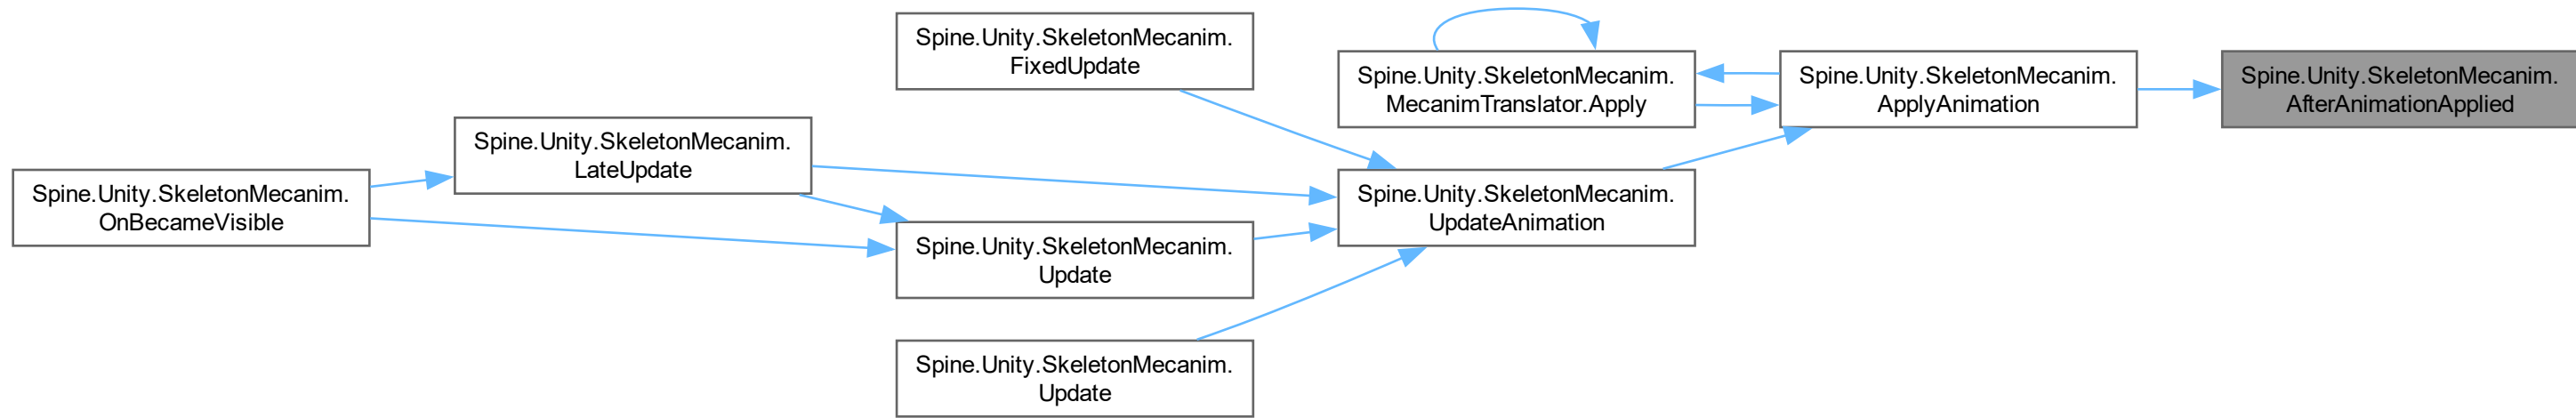 Spine.Unity.SkeletonMecanim.
OnBecameVisible
Spine.Unity.SkeletonMecanim.
LateUpdate
Spine.Unity.SkeletonMecanim.
FixedUpdate
Spine.Unity.SkeletonMecanim.
Update
Spine.Unity.SkeletonMecanim.
Update
Spine.Unity.SkeletonMecanim.
MecanimTranslator.Apply
Spine.Unity.SkeletonMecanim.
UpdateAnimation
Spine.Unity.SkeletonMecanim.
ApplyAnimation
Spine.Unity.SkeletonMecanim.
AfterAnimationApplied